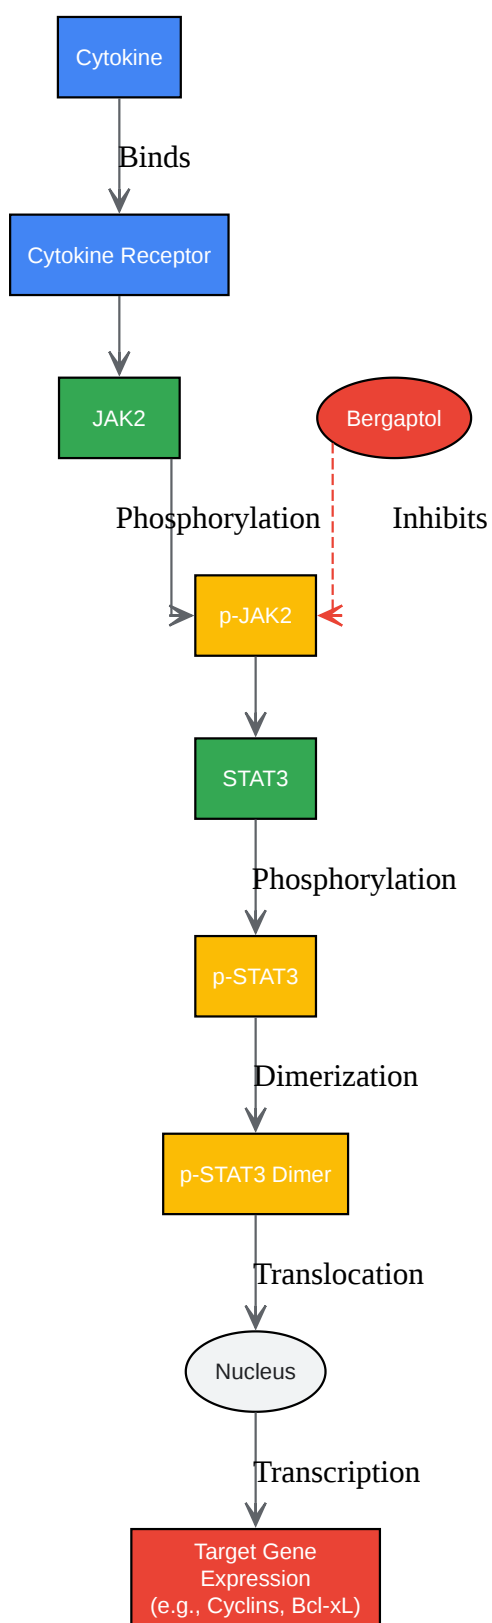 Cytokine
Binds
Cytokine Receptor
JAK2
Bergaptol
Phosphorylation
Inhibits
p-JAK2
STAT3
Phosphorylation
p-STAT3
Dimerization
p-STAT3 Dimer
Translocation
Nucleus
Transcription
Target Gene
Expression
(e.g., Cyclins, Bcl-xL)